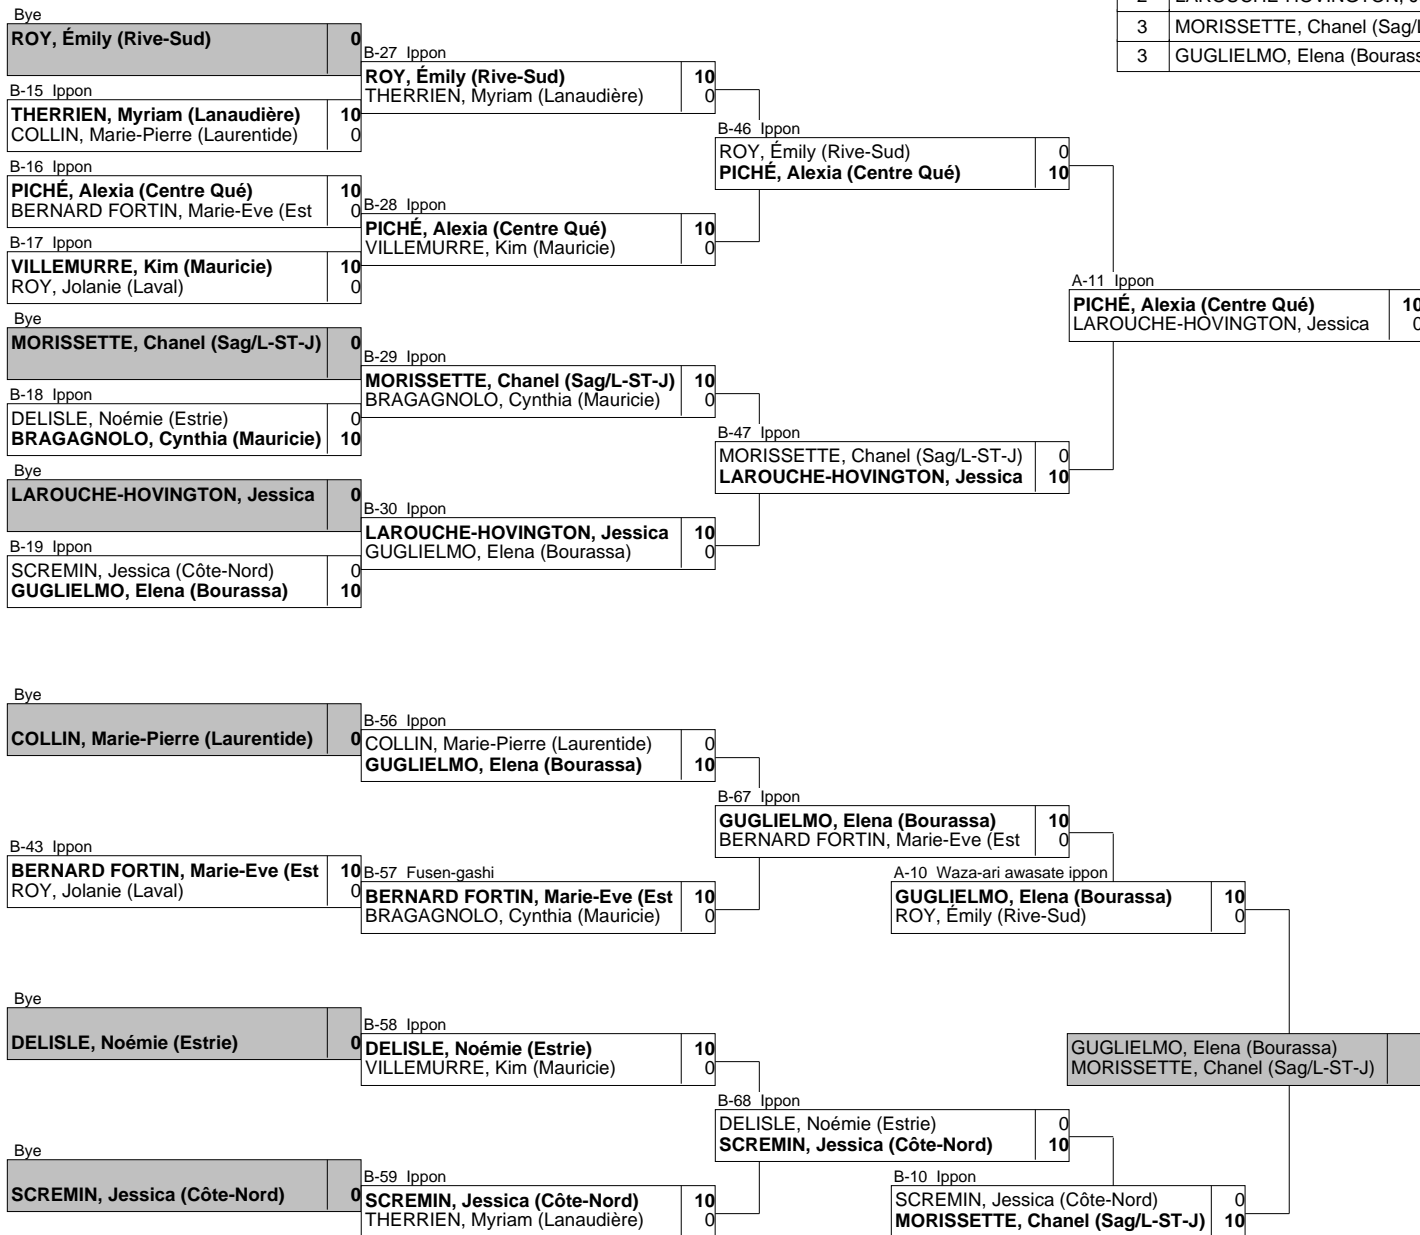 3 MORISSETTE, Chanel (Sag/L
3 GUGLIELMO, Elena (Bourass
Bye
ROY, Émily (Rive-Sud) 0
B-15 Ippon
THERRIEN, Myriam (Lanaudière) 10
COLLIN, Marie-Pierre (Laurentide) 0
B-16 Ippon
PICHÉ, Alexia (Centre Qué) 10
BERNARD FORTIN, Marie-Eve (Est 0
B-17 Ippon
VILLEMURRE, Kim (Mauricie) 10
ROY, Jolanie (Laval) 0
Bye
MORISSETTE, Chanel (Sag/L-ST-J) 0
B-18 Ippon
DELISLE, Noémie (Estrie) 0
BRAGAGNOLO, Cynthia (Mauricie) 10
Bye
LAROUCHE-HOVINGTON, Jessica 0
B-19 Ippon
SCREMIN, Jessica (Côte-Nord) 0
GUGLIELMO, Elena (Bourassa) 10
B-27 Ippon
ROY, Émily (Rive-Sud) 10
THERRIEN, Myriam (Lanaudière) 0
B-28 Ippon
PICHÉ, Alexia (Centre Qué) 10
VILLEMURRE, Kim (Mauricie) 0
B-29 Ippon
MORISSETTE, Chanel (Sag/L-ST-J) 10
BRAGAGNOLO, Cynthia (Mauricie) 0
B-30 Ippon
LAROUCHE-HOVINGTON, Jessica 10
GUGLIELMO, Elena (Bourassa) 0
B-46 Ippon
ROY, Émily (Rive-Sud) 0
PICHÉ, Alexia (Centre Qué) 10
B-47 Ippon
MORISSETTE, Chanel (Sag/L-ST-J) 0
LAROUCHE-HOVINGTON, Jessica 10
A-11 Ippon
PICHÉ, Alexia (Centre Qué) 10
LAROUCHE-HOVINGTON, Jessica 0
Bye
COLLIN, Marie-Pierre (Laurentide) 0
B-43 Ippon
BERNARD FORTIN, Marie-Eve (Est 10
ROY, Jolanie (Laval) 0
Bye
DELISLE, Noémie (Estrie) 0
Bye
SCREMIN, Jessica (Côte-Nord) 0
B-56 Ippon
COLLIN, Marie-Pierre (Laurentide) 0
GUGLIELMO, Elena (Bourassa) 10
B-57 Fusen-gashi
BERNARD FORTIN, Marie-Eve (Est 10
BRAGAGNOLO, Cynthia (Mauricie) 0
B-58 Ippon
DELISLE, Noémie (Estrie) 10
VILLEMURRE, Kim (Mauricie) 0
B-59 Ippon
SCREMIN, Jessica (Côte-Nord) 10
THERRIEN, Myriam (Lanaudière) 0
B-67 Ippon
GUGLIELMO, Elena (Bourassa) 10
BERNARD FORTIN, Marie-Eve (Est 0
B-68 Ippon
DELISLE, Noémie (Estrie) 0
SCREMIN, Jessica (Côte-Nord) 10
A-10 Waza-ari awasate ippon
GUGLIELMO, Elena (Bourassa) 10
ROY, Émily (Rive-Sud) 0
B-10 Ippon
SCREMIN, Jessica (Côte-Nord) 0
MORISSETTE, Chanel (Sag/L-ST-J) 10
GUGLIELMO, Elena (Bourassa)
MORISSETTE, Chanel (Sag/L-ST-J)